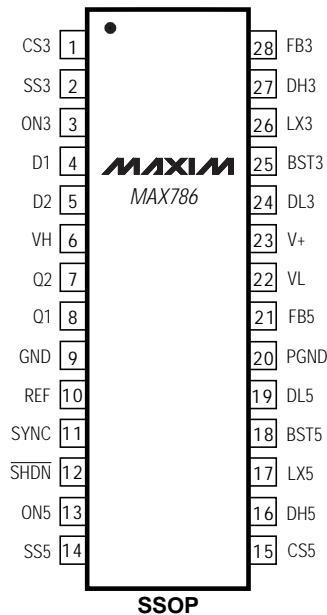 CS3 1 28 FB3
SS3 2 27 DH3
ON3 3 26 LX3
D1 4 MAXIM 25 BST3
D2 5 MAX786 24 DL3
VH 6 23 V+
Q2 7 22 VL
Q1 8 21 FB5
GND 9 20 PGND
REF 10 19 DL5
SYNC 11 18 BST5
SHDN 12 17 LX5
ON5 13 16 DH5
SS5 14 15 CS5
SSOP